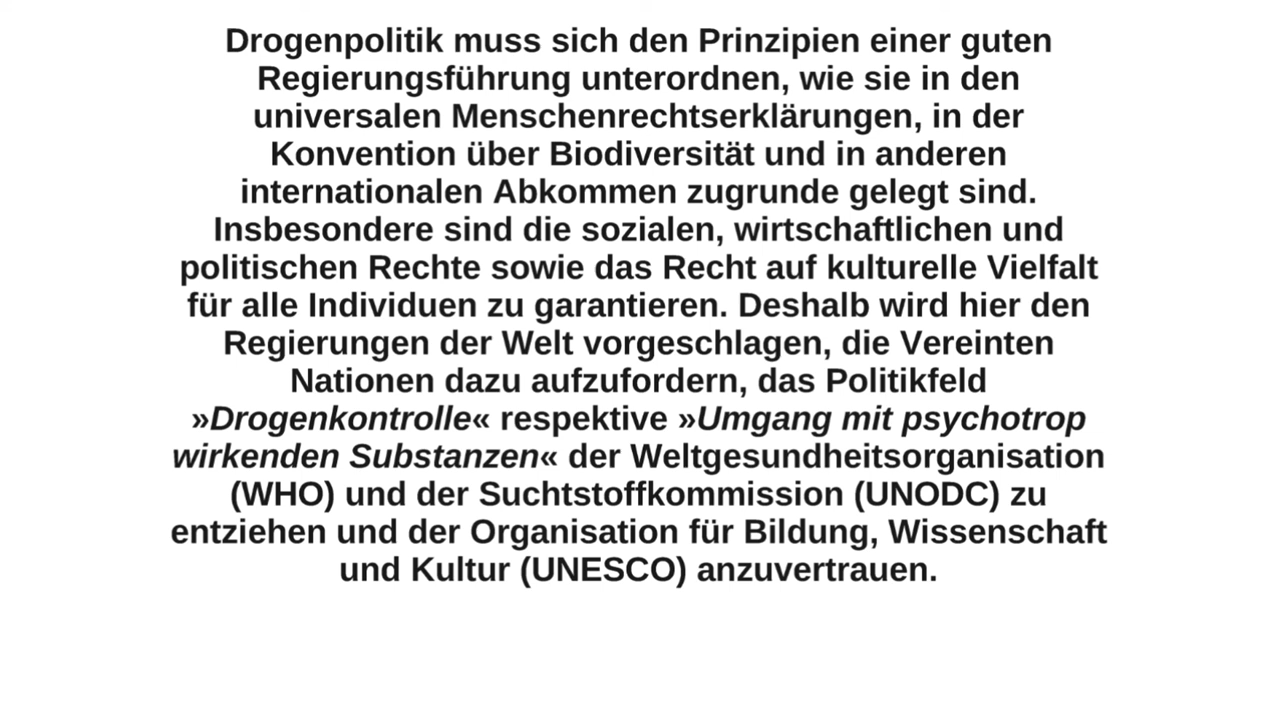 Drogenpolitik muss sich den Prinzipien einer guten
Regierungsführung unterordnen, wie sie in den
universalen Menschenrechtserklärungen, in der
Konvention über Biodiversität und in anderen
internationalen Abkommen zugrunde gelegt sind.
Insbesondere sind die sozialen, wirtschaftlichen und
politischen Rechte sowie das Recht auf kulturelle Vielfalt
für alle Individuen zu garantieren. Deshalb wird hier den
Regierungen der Welt vorgeschlagen, die Vereinten
Nationen dazu aufzufordern, das Politikfeld
»Drogenkontrolle« respektive »Umgang mit psychotrop
wirkenden Substanzen« der Weltgesundheitsorganisation
(WHO) und der Suchtstoffkommission (UNODC) zu
entziehen und der Organisation für Bildung, Wissenschaft
und Kultur (UNESCO) anzuvertrauen.